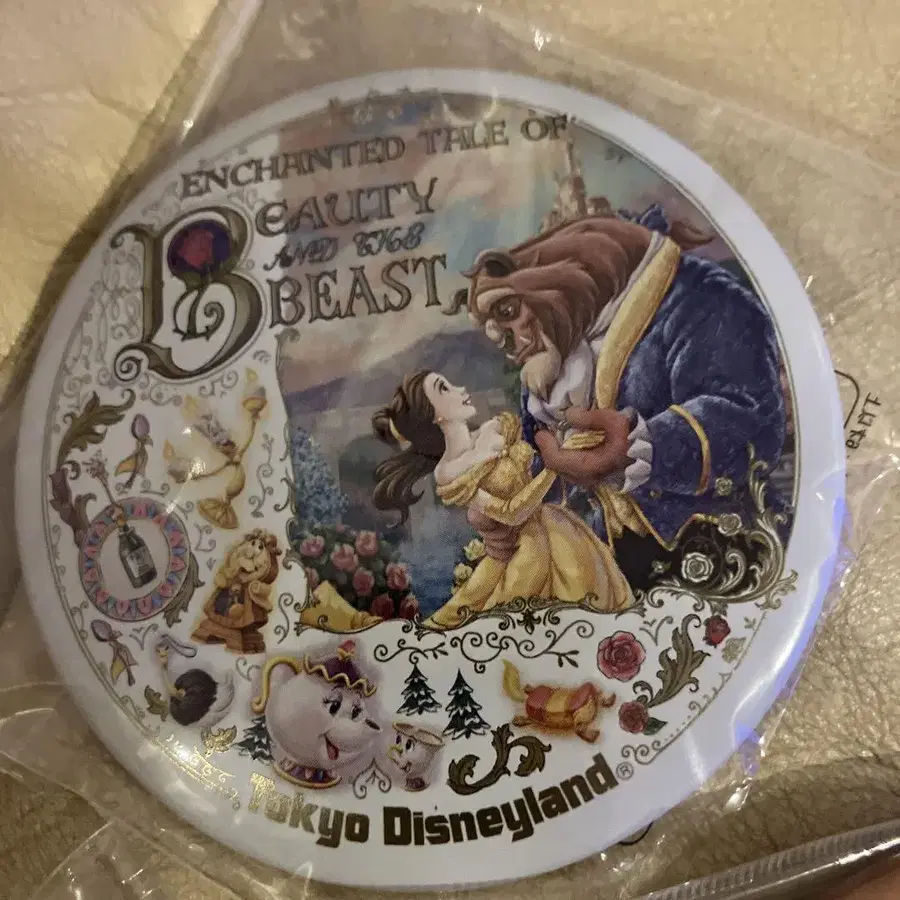 ENCHANTED TALE OF
BEAUTY
AND THE
BEAST
Tokyo Disneyland®